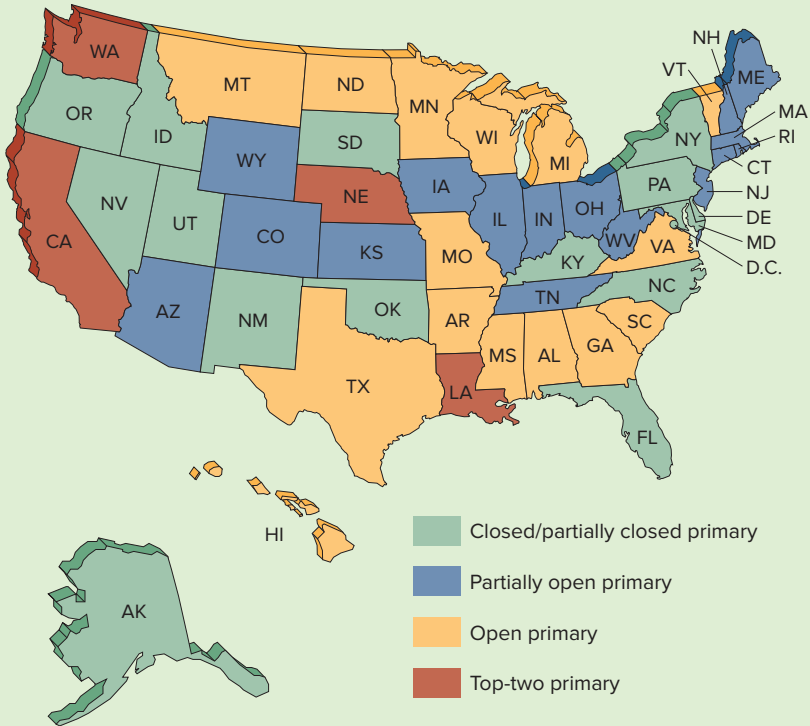 NH
WA
VT
ME
MT
ND
MN
OR
MA
ID
WI
SD
NY
RI
WY
MI
CT
IA
PA
NE
NV
NJ
OH
IL
IN
UT
DE
CA
CO
WV
VA
MD
KS
MO
KY
D.C.
NC
TN
AZ
OK
NM
AR
SC
GA
MS
AL
TX
LA
FL
HI
Closed/partially closed primary
Partially open primary
AK
Open primary
Top-two primary